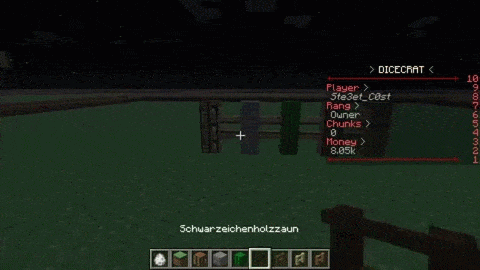 > DICECRAT <
10
Player > 9
Ste3et_C0st 8
Rang > 7
Owner 6
Chunks > 5
0 4
Money > 3
8.05k 2
1
Schwarzeichenholzzaun